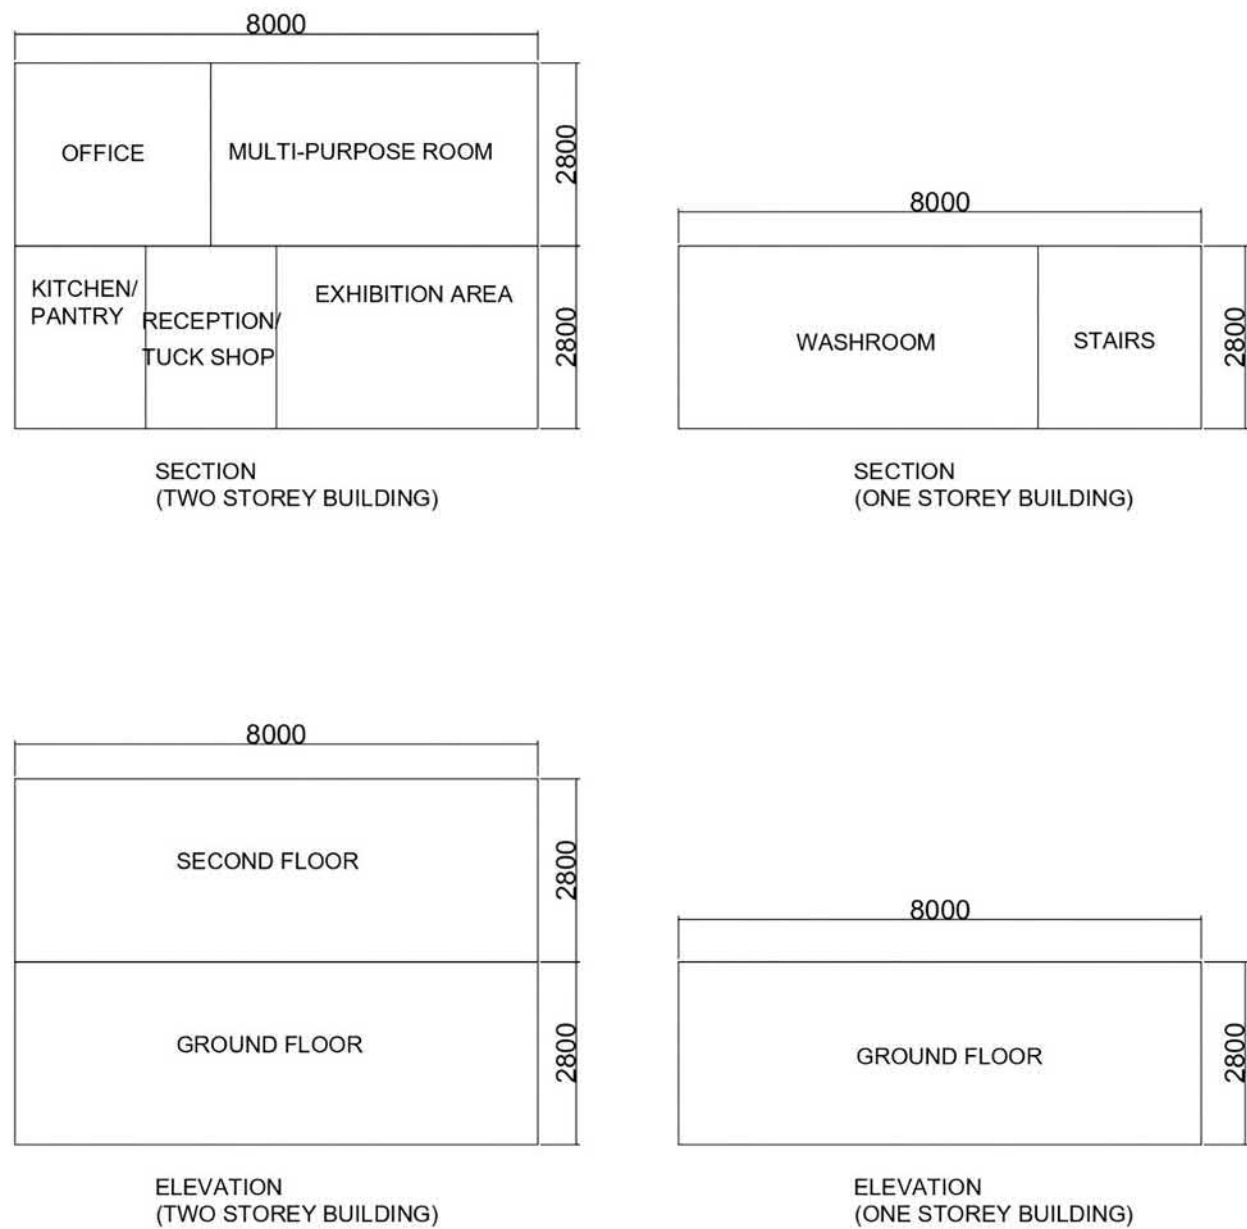 8000
OFFICE
MULTI-PURPOSE ROOM
2800
KITCHEN/
PANTRY
RECEPTION/
TUCK SHOP
EXHIBITION AREA
2800
SECTION
(TWO STOREY BUILDING)
8000
WASHROOM
STAIRS
2800
SECTION
(ONE STOREY BUILDING)
8000
SECOND FLOOR
2800
GROUND FLOOR
2800
ELEVATION
(TWO STOREY BUILDING)
8000
GROUND FLOOR
2800
ELEVATION
(ONE STOREY BUILDING)